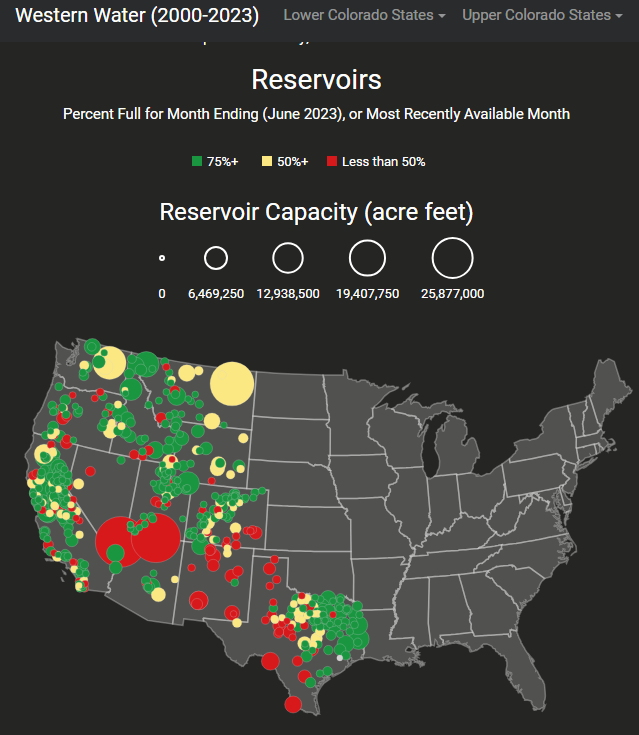 Western Water (2000-2023) Lower Colorado States Upper Colorado States
Reservoirs
Percent Full for Month Ending (June 2023), or Most Recently Available Month
75%+ 50%+ Less than 50%
Reservoir Capacity (acre feet)
0 6,469,250 12,938,500 19,407,750 25,877,000